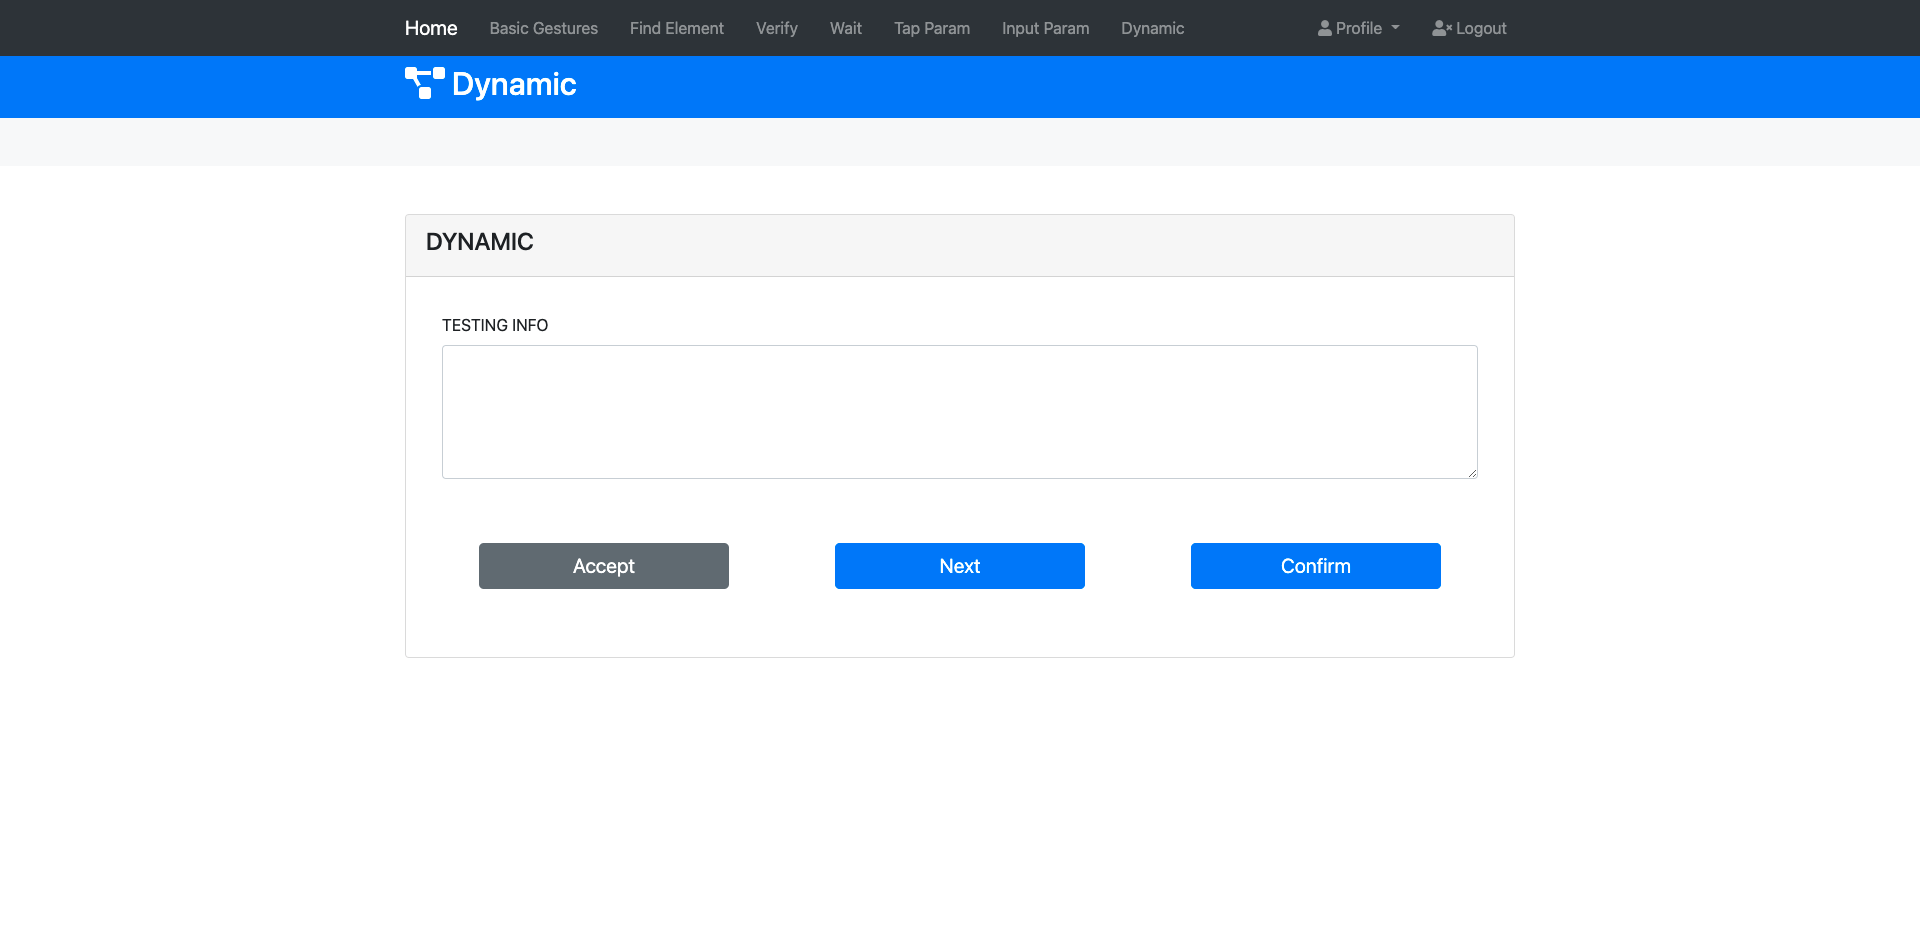 Home Basic Gestures Find Element Verify Wait Tap Param Input Param Dynamic Profile Logout
Dynamic
DYNAMIC
TESTING INFO
Accept Next Confirm